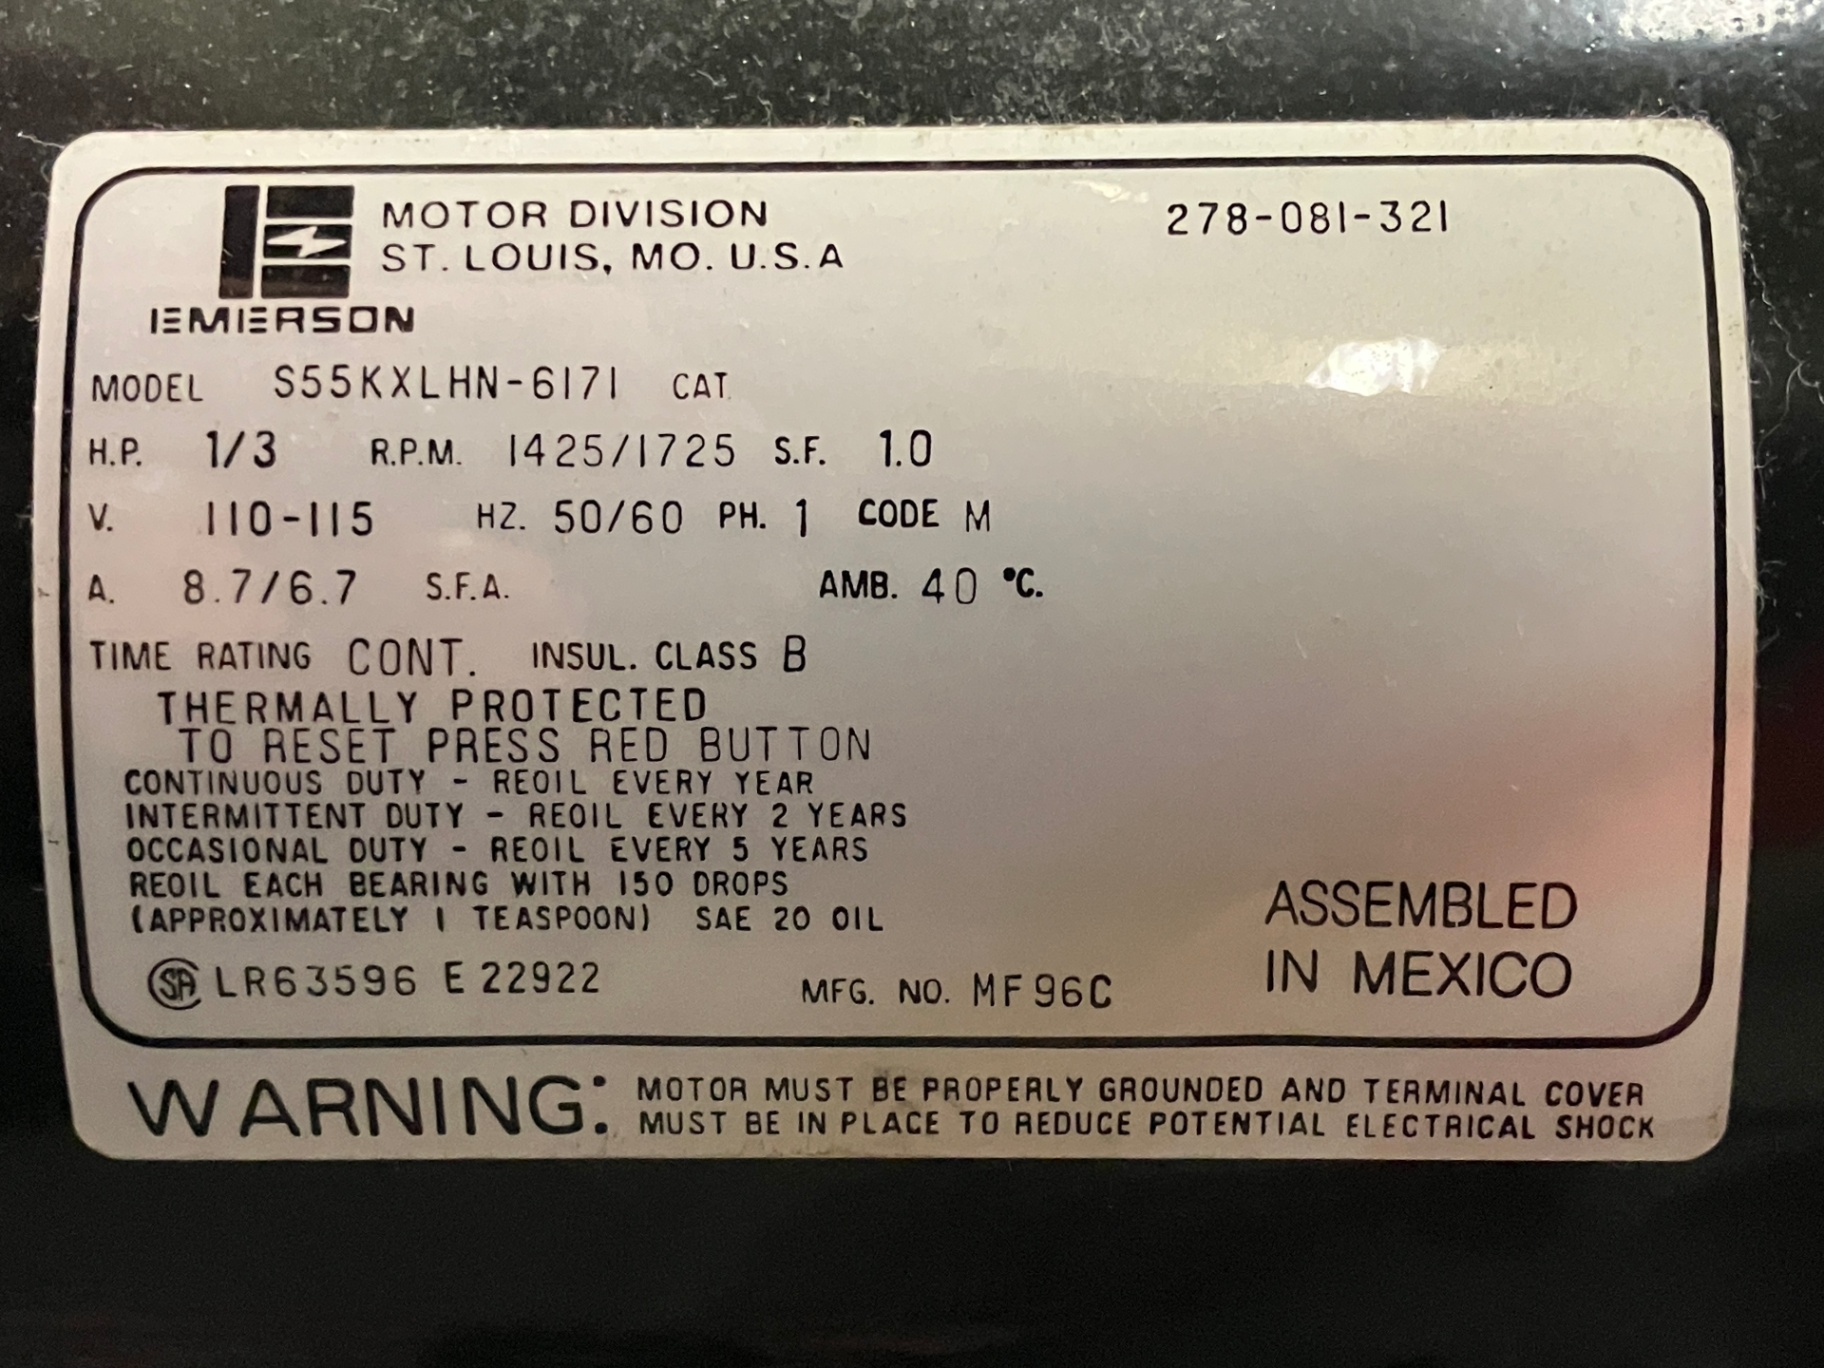 MOTOR DIVISION
ST. LOUIS, MO. U.S.A
278-081-321
EMERSON
MODEL S55KXLHN-6171 CAT.
H.P. 1/3 R.P.M. 1425/1725 S.F. 1.0
V. 110-115 HZ. 50/60 PH. 1 CODE M
A. 8.7/6.7 S.F.A. AMB. 40 °C.
TIME RATING CONT. INSUL. CLASS B
THERMALLY PROTECTED
TO RESET PRESS RED BUTTON
CONTINUOUS DUTY - REOIL EVERY YEAR
INTERMITTENT DUTY - REOIL EVERY 2 YEARS
OCCASIONAL DUTY - REOIL EVERY 5 YEARS
REOIL EACH BEARING WITH 150 DROPS
(APPROXIMATELY 1 TEASPOON) SAE 20 OIL
SA LR63596 E 22922
MFG. NO. MF96C
ASSEMBLED
IN MEXICO
WARNING: MOTOR MUST BE PROPERLY GROUNDED AND TERMINAL COVER
MUST BE IN PLACE TO REDUCE POTENTIAL ELECTRICAL SHOCK